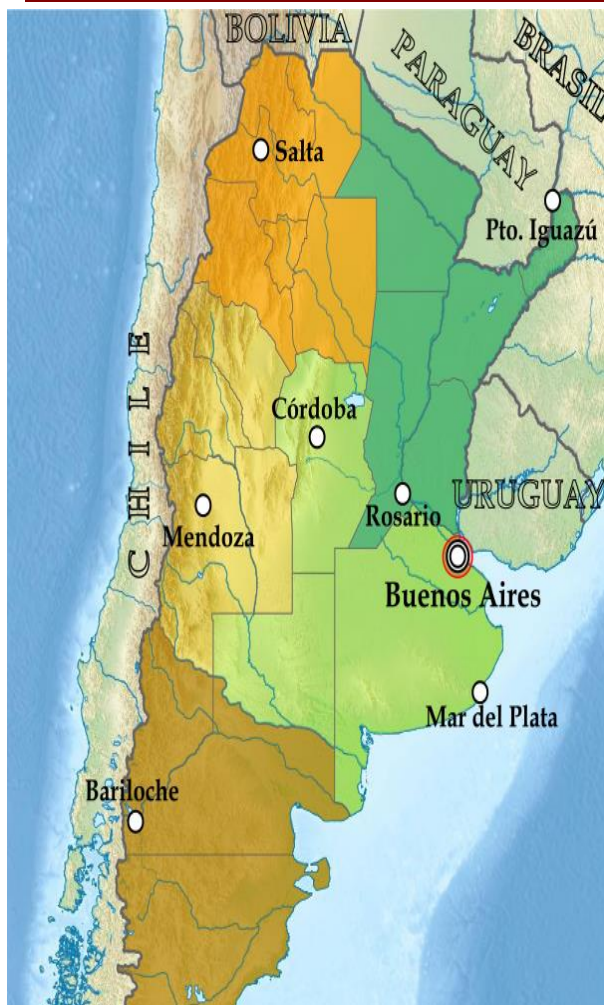 BOLIVIA
PARAGUAY
BRASIL
Salta
Pto. Iguazú
CHILE
Córdoba
Mendoza
Rosario
URUGUAY
Buenos Aires
Mar del Plata
Bariloche